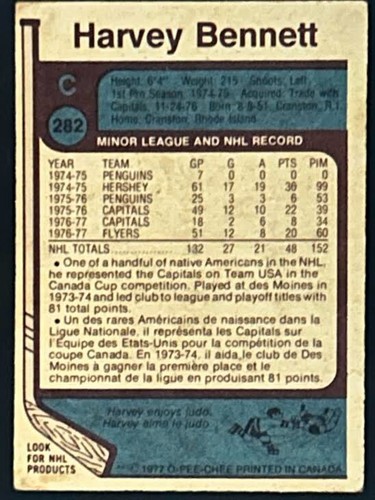 Harvey Bennett
C
282
Height: 6'4" Weight: 215 Shoots: Left
1st Pro Season: 1974-75 Acquired: Trade with
Capitals, 11-24-76 Born: 8-9-51, Cranston, R.I.
Home: Cranston, Rhode Island
MINOR LEAGUE AND NHL RECORD
YEAR TEAM GP G A PTS PIM
1974-75 PENGUINS 7 0 0 0 0
1974-75 HERSHEY 61 17 19 36 99
1975-76 PENGUINS 25 3 3 6 53
1975-76 CAPITALS 49 12 10 22 39
1976-77 CAPITALS 18 2 6 8 34
1976-77 FLYERS 51 12 8 20 60
NHL TOTALS 132 27 21 48 152
• One of a handful of native Americans in the NHL,
he represented the Capitals on Team USA in the
Canada Cup competition. Played at des Moines in
1973-74 and led club to league and playoff titles with
81 total points.
• Un des rares Américains de naissance dans la
Ligue Nationale, il représenta les Capitals sur
l'Equipe des Etats-Unis pour la compétition de la
coupe Canada. En 1973-74, il aida le club de Des
Moines à gagner la première place et le
championnat de la ligue en produisant 81 points.
Harvey enjoys judo.
Harvey aime le judo.
LOOK
FOR NHL
PRODUCTS
© 1977 O-PEE-CHEE PRINTED IN CANADA